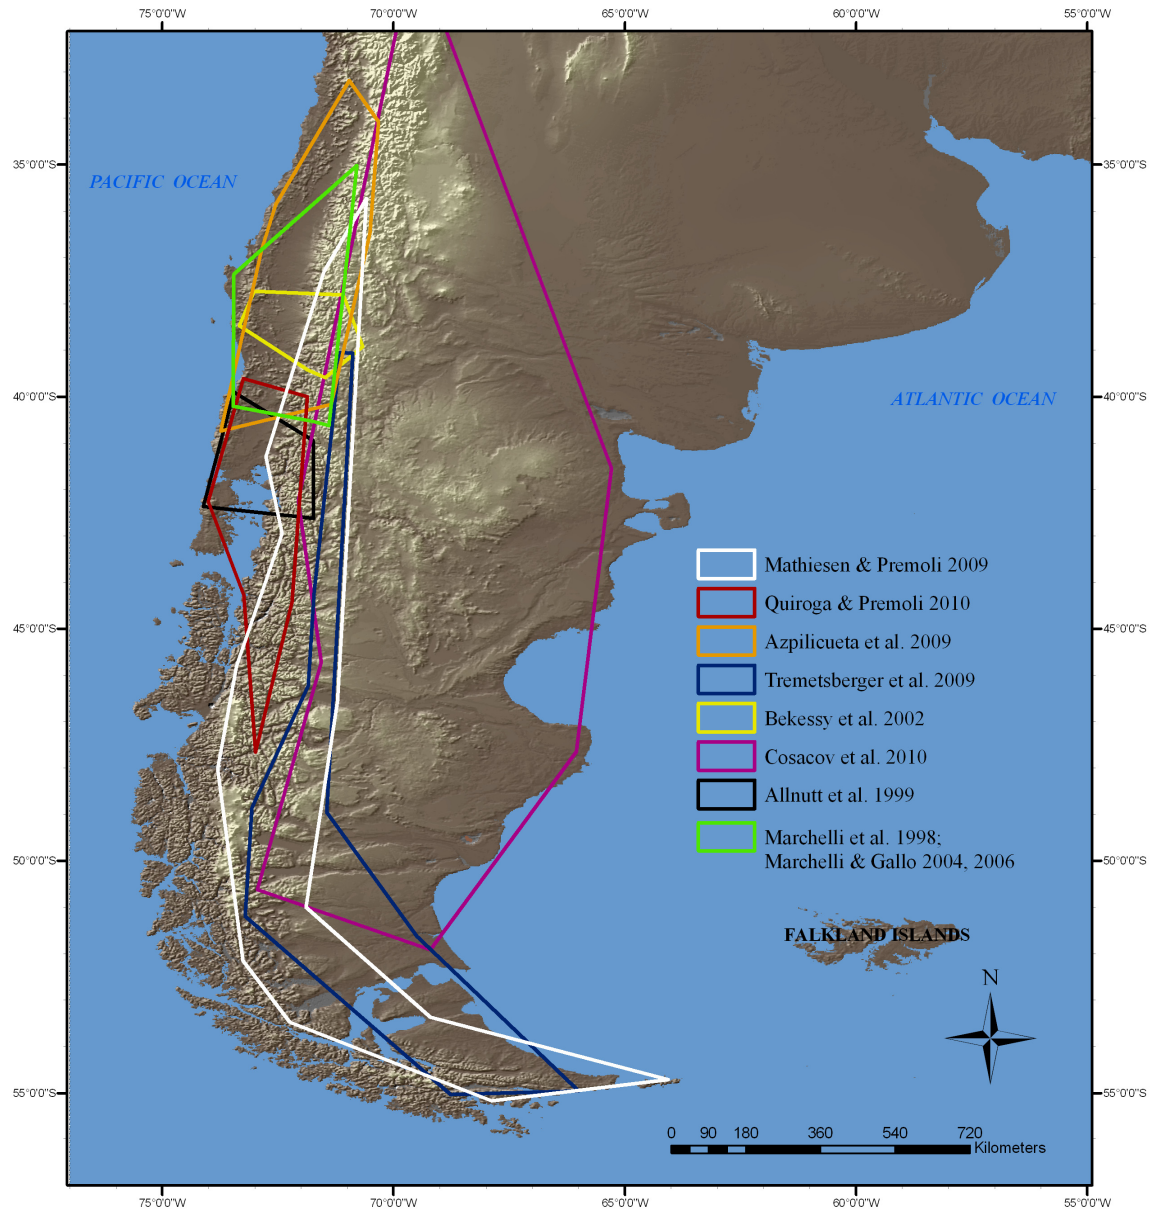 75°0'0"W 70°0'0"W 65°0'0"W 60°0'0"W 55°0'0"W
35°0'0"S 35°0'0"S
PACIFIC OCEAN
40°0'0"S 40°0'0"S
ATLANTIC OCEAN
Mathiesen & Premoli 2009
Quiroga & Premoli 2010
45°0'0"S 45°0'0"S
Azpilicueta et al. 2009
Tremetsberger et al. 2009
Bekessy et al. 2002
Cosacov et al. 2010
Allnutt et al. 1999
Marchelli et al. 1998;
Marchelli & Gallo 2004, 2006
50°0'0"S 50°0'0"S
FALKLAND ISLANDS
N
55°0'0"S 55°0'0"S
0 90 180 360 540 720
Kilometers
75°0'0"W 70°0'0"W 65°0'0"W 60°0'0"W 55°0'0"W